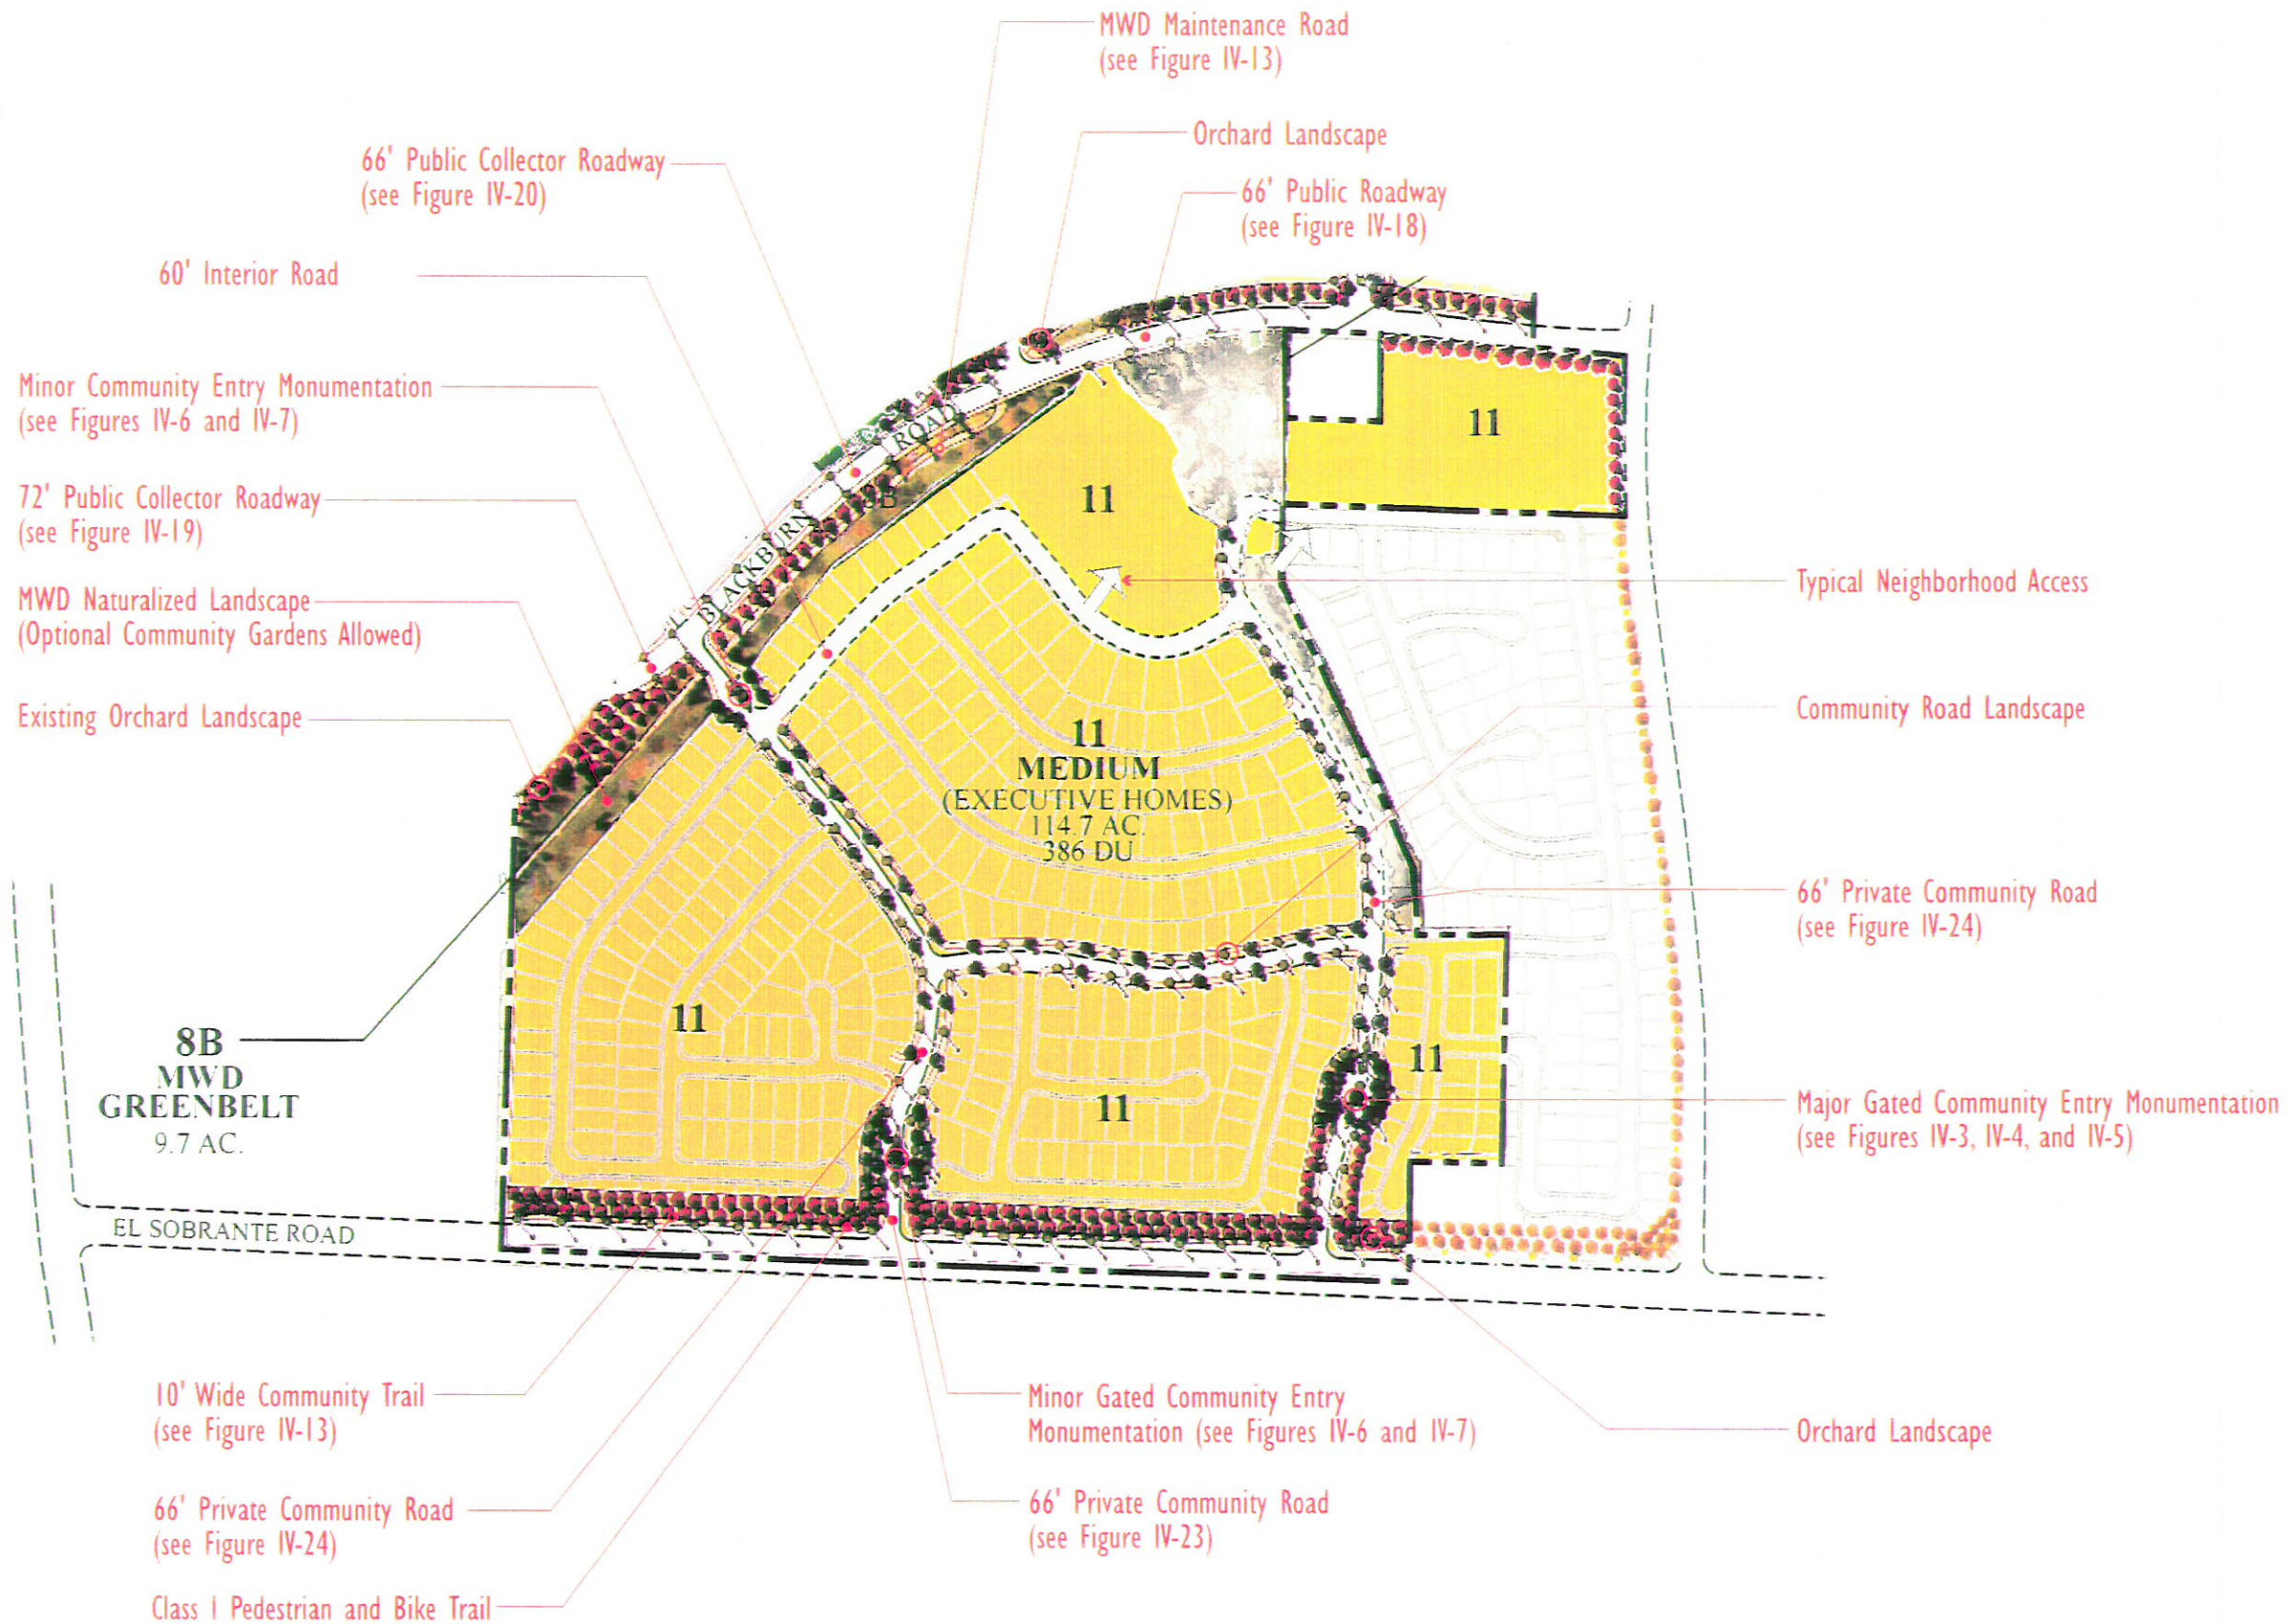 MWD Maintenance Road
(see Figure IV-13)
Orchard Landscape
66' Public Collector Roadway
(see Figure IV-20)
66' Public Roadway
(see Figure IV-18)
60' Interior Road
Minor Community Entry Monumentation
(see Figures IV-6 and IV-7)
72' Public Collector Roadway
(see Figure IV-19)
MWD Naturalized Landscape
(Optional Community Gardens Allowed)
Existing Orchard Landscape
BLACKBURN ROAD
8B
11
11
Typical Neighborhood Access
Community Road Landscape
11
MEDIUM
(EXECUTIVE HOMES)
114.7 AC.
386 DU
66' Private Community Road
(see Figure IV-24)
11
11
11
8B
MWD
GREENBELT
9.7 AC.
Major Gated Community Entry Monumentation
(see Figures IV-3, IV-4, and IV-5)
EL SOBRANTE ROAD
10' Wide Community Trail
(see Figure IV-13)
Minor Gated Community Entry
Monumentation (see Figures IV-6 and IV-7)
Orchard Landscape
66' Private Community Road
(see Figure IV-24)
66' Private Community Road
(see Figure IV-23)
Class I Pedestrian and Bike Trail